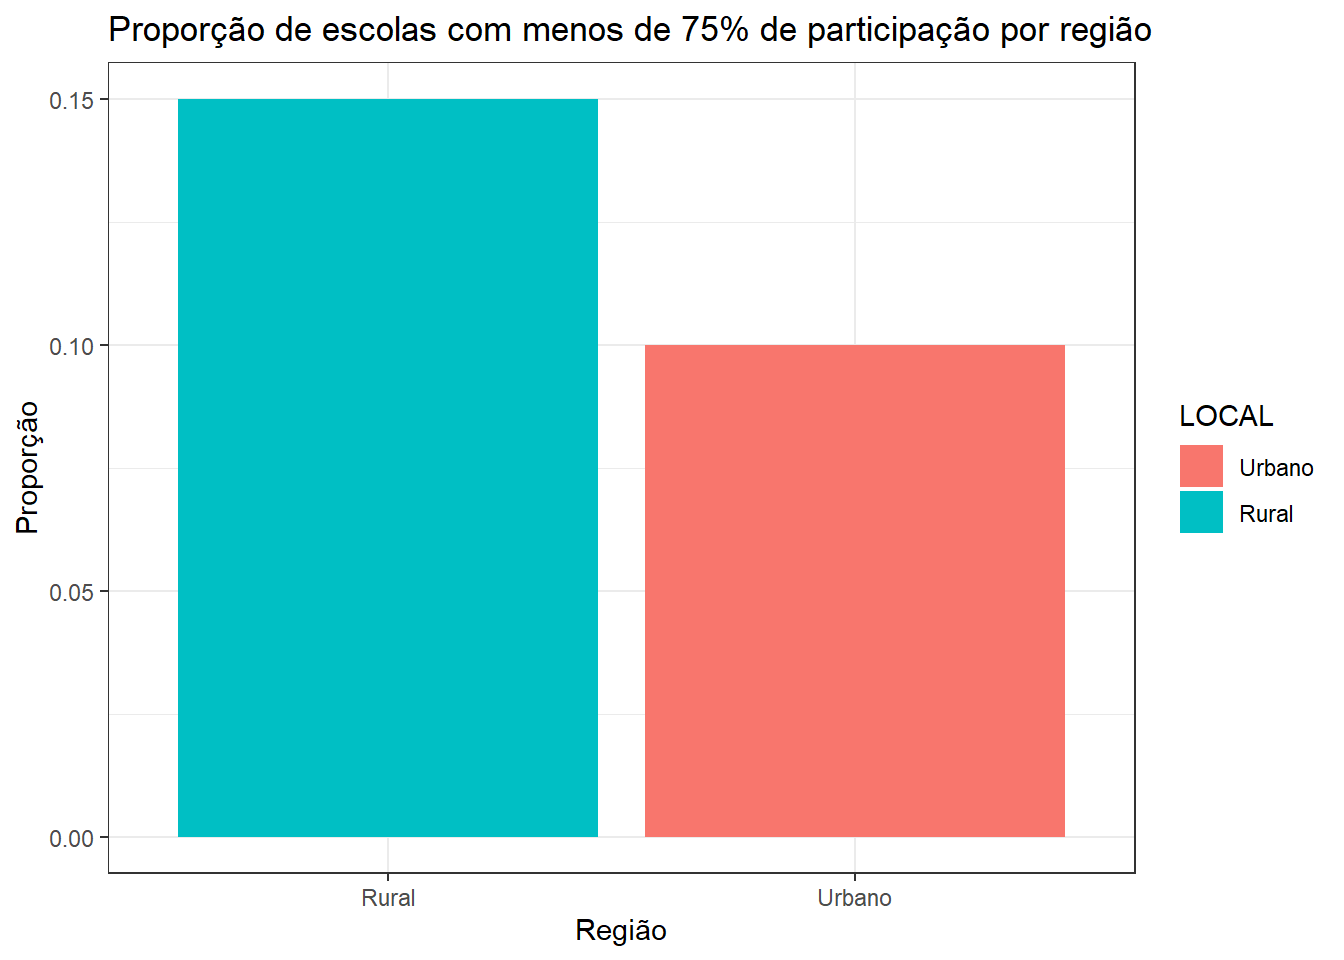 Proporção de escolas com menos de 75% de participação por região
Proporção
0.15
0.10
0.05
0.00
Rural
Urbano
Região
LOCAL
Urbano
Rural